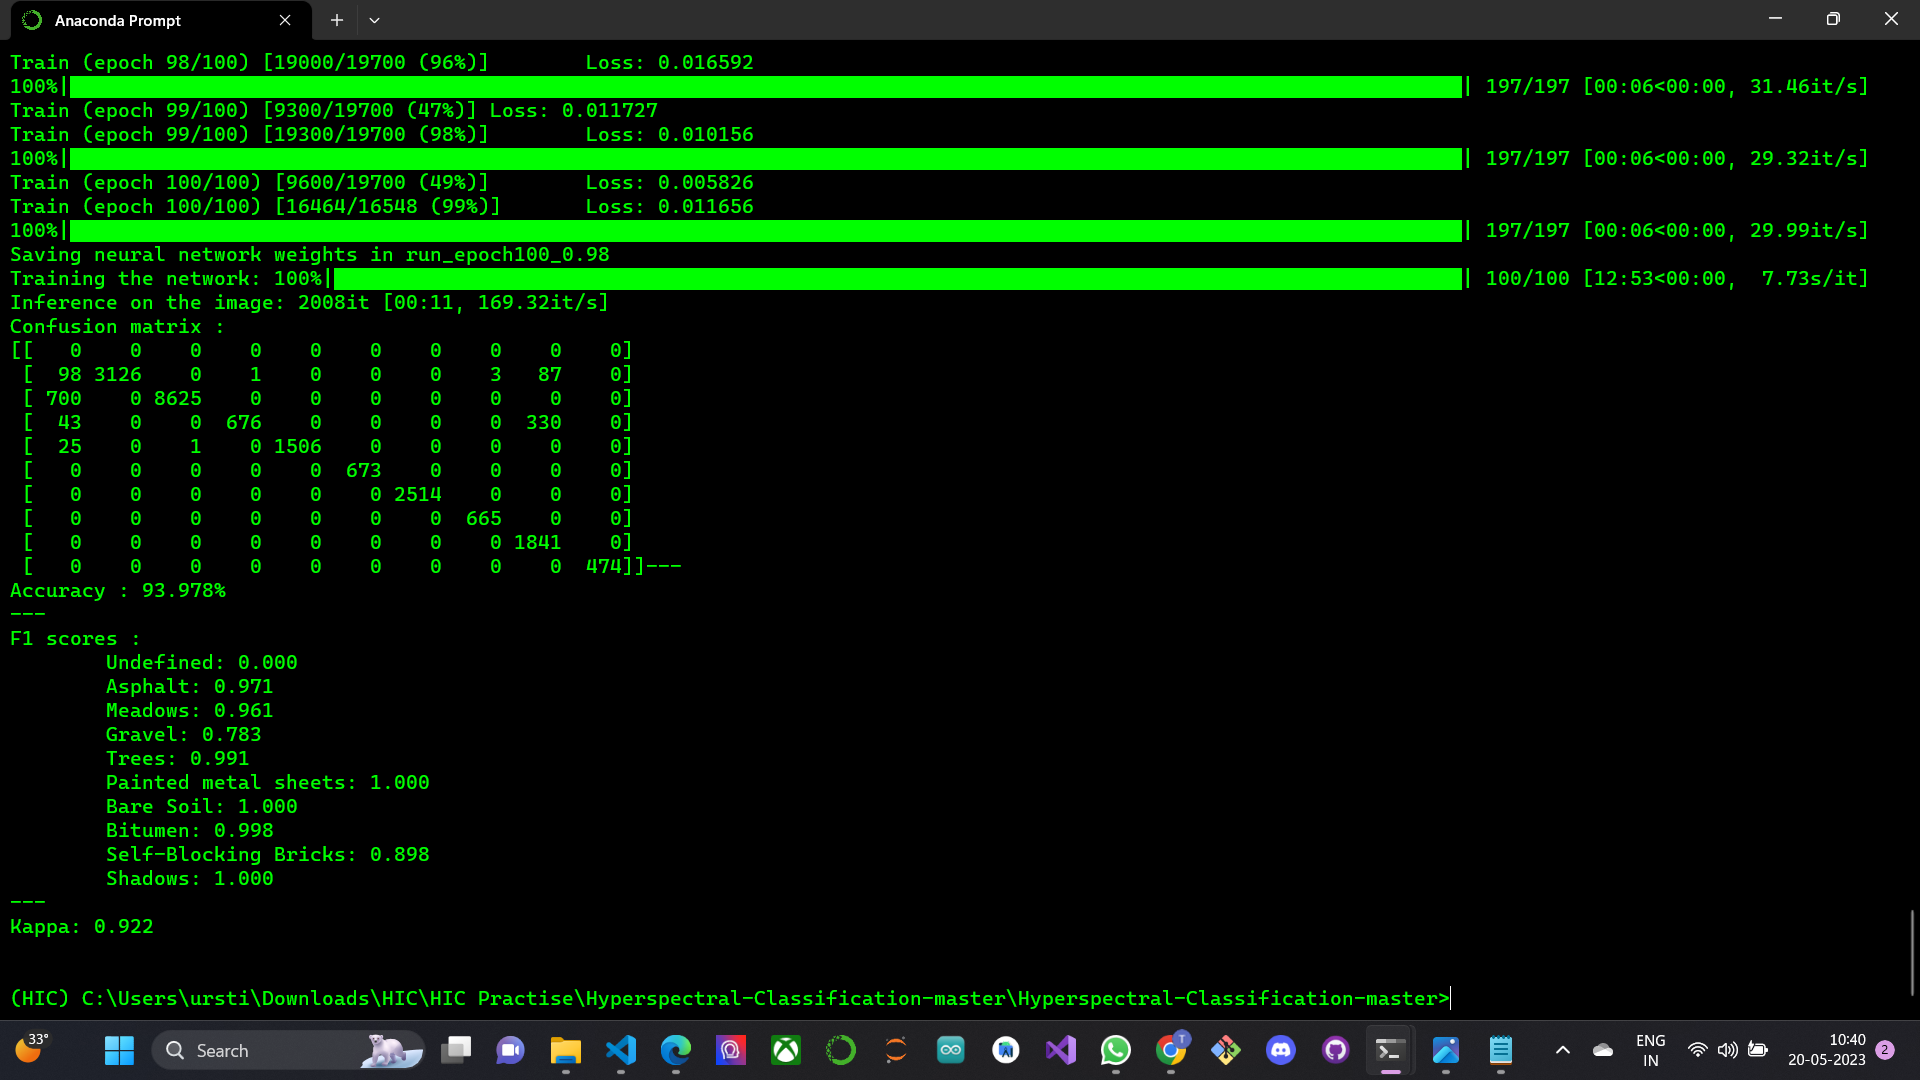 Anaconda Prompt
Train (epoch 98/100) [19000/19700 (96%)]        Loss: 0.016592
100%|| 197/197 [00:06<00:00, 31.46it/s]
Train (epoch 99/100) [9300/19700 (47%)] Loss: 0.011727
Train (epoch 99/100) [19300/19700 (98%)]        Loss: 0.010156
100%|| 197/197 [00:06<00:00, 29.32it/s]
Train (epoch 100/100) [9600/19700 (49%)]        Loss: 0.005826
Train (epoch 100/100) [16464/16548 (99%)]       Loss: 0.011656
100%|| 197/197 [00:06<00:00, 29.99it/s]
Saving neural network weights in run_epoch100_0.98
Training the network: 100%|| 100/100 [12:53<00:00,  7.73s/it]
Inference on the image: 2008it [00:11, 169.32it/s]
Confusion matrix :
[[   0    0    0    0    0    0    0    0    0    0]
 [  98 3126    0    1    0    0    0    3   87    0]
 [ 700    0 8625    0    0    0    0    0    0    0]
 [  43    0    0  676    0    0    0    0  330    0]
 [  25    0    1    0 1506    0    0    0    0    0]
 [   0    0    0    0    0  673    0    0    0    0]
 [   0    0    0    0    0    0 2514    0    0    0]
 [   0    0    0    0    0    0    0  665    0    0]
 [   0    0    0    0    0    0    0    0 1841    0]
 [   0    0    0    0    0    0    0    0    0  474]]---
Accuracy : 93.978%
---
F1 scores :
        Undefined: 0.000
        Asphalt: 0.971
        Meadows: 0.961
        Gravel: 0.783
        Trees: 0.991
        Painted metal sheets: 1.000
        Bare Soil: 1.000
        Bitumen: 0.998
        Self-Blocking Bricks: 0.898
        Shadows: 1.000
---
Kappa: 0.922
(HIC) C:\Users\ursti\Downloads\HIC\HIC Practise\Hyperspectral-Classification-master\Hyperspectral-Classification-master>
33°
Search
T
ENG
IN
10:40
20-05-2023
2